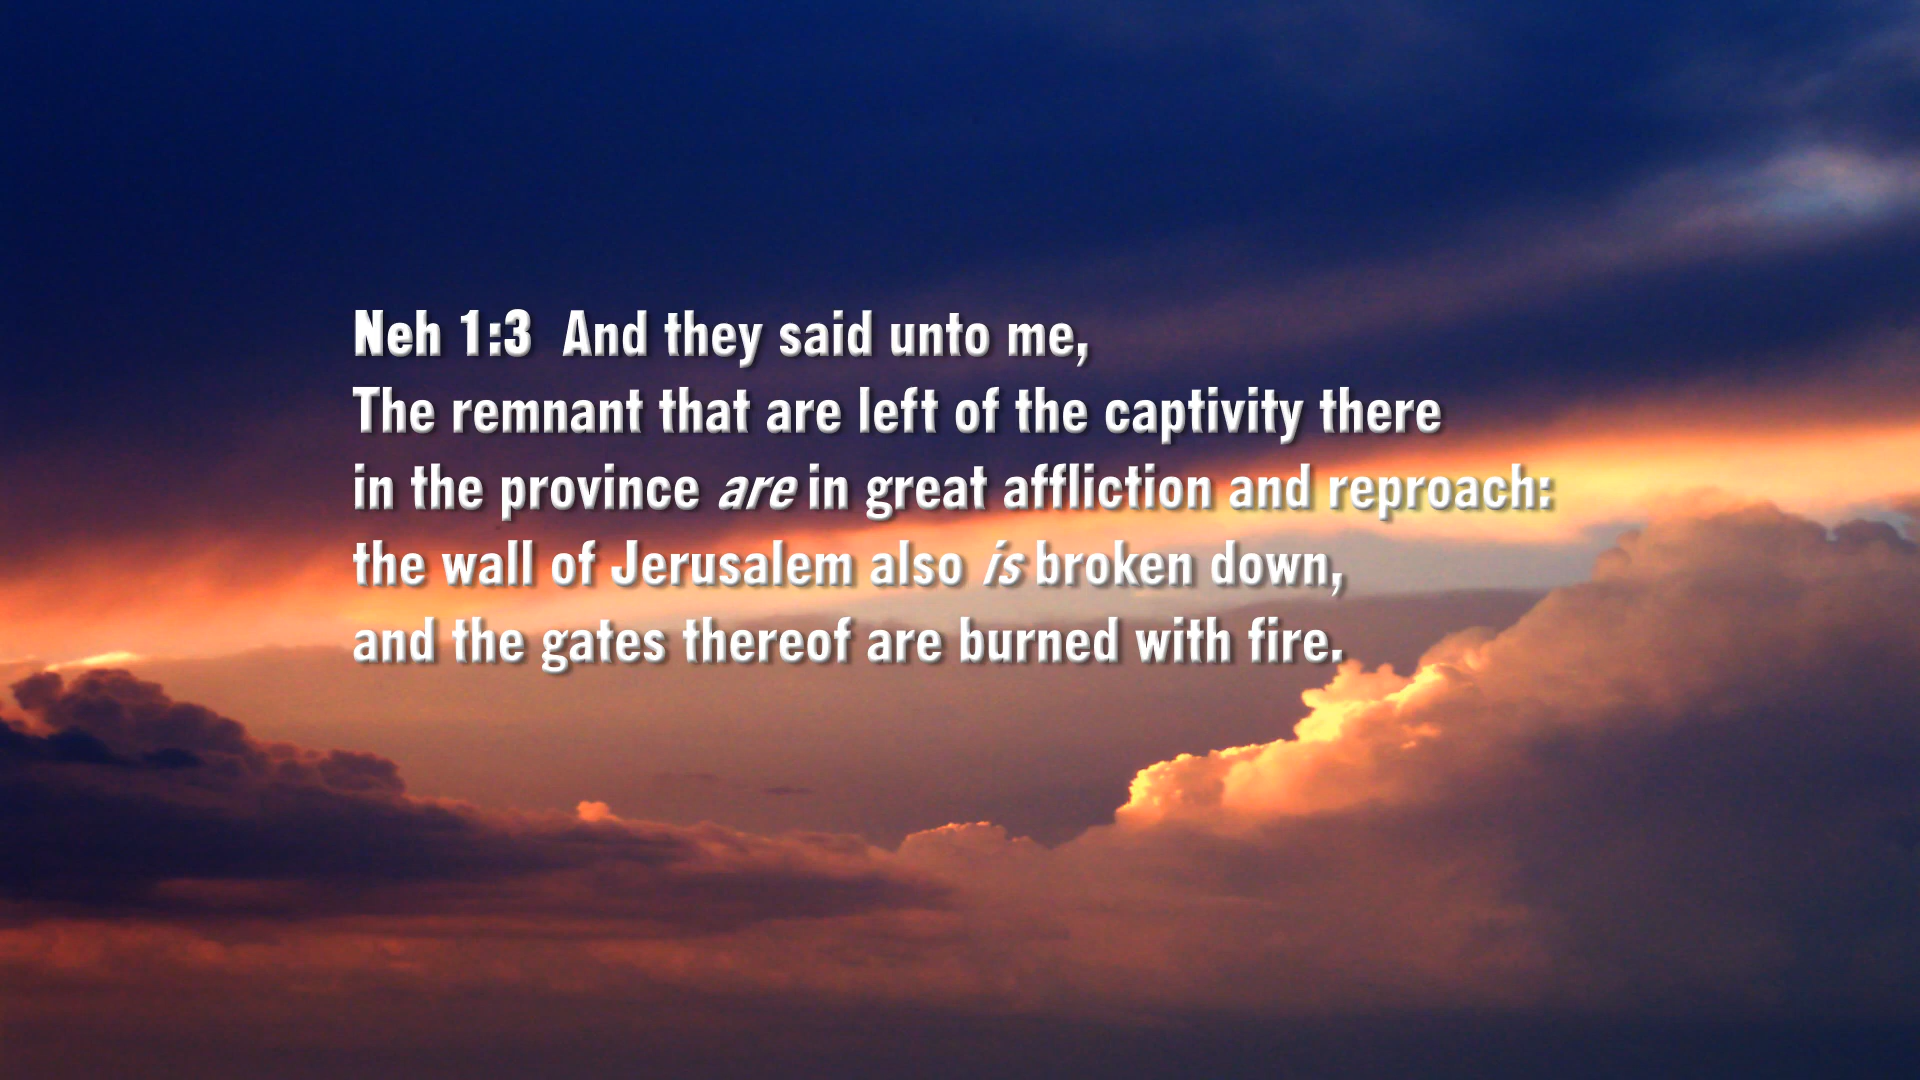 Neh 1:3  And they said unto me,
The remnant that are left of the captivity there
in the province are in great affliction and reproach:
the wall of Jerusalem also is broken down,
and the gates thereof are burned with fire.